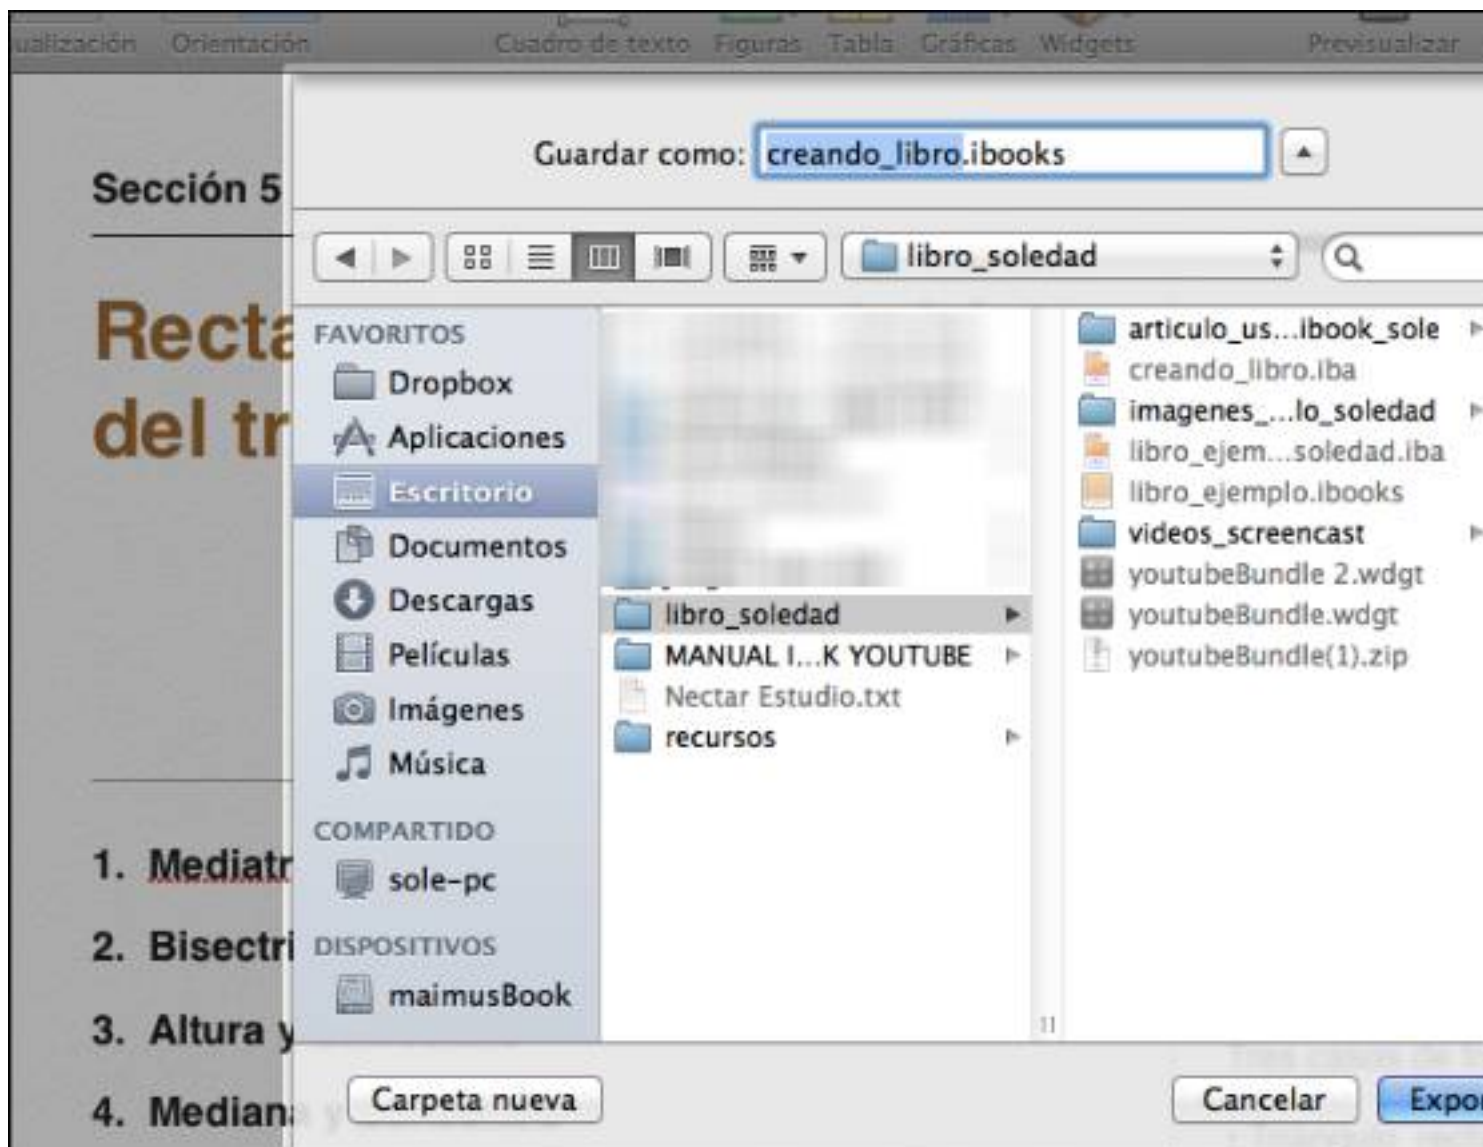 ualización Orientación Cuadro de texto Figuras Tabla Gráficas Widgets Previsualizar
Guardar como: creando_libro.ibooks
Sección 5
libro_soledad
Recta
del tr
FAVORITOS
Dropbox
Aplicaciones
Escritorio
Documentos
Descargas
Películas
Imágenes
Música
COMPARTIDO
sole-pc
DISPOSITIVOS
maimusBook
libro_soledad
MANUAL I...K YOUTUBE
Nectar Estudio.txt
recursos
articulo_us...ibook_sole
creando_libro.iba
imagenes_...lo_soledad
libro_ejem...soledad.iba
libro_ejemplo.ibooks
videos_screencast
youtubeBundle 2.wdgt
youtubeBundle.wdgt
youtubeBundle(1).zip
1. Mediatr
2. Bisectri
3. Altura y
4. Mediana y
Carpeta nueva
Cancelar
Expor